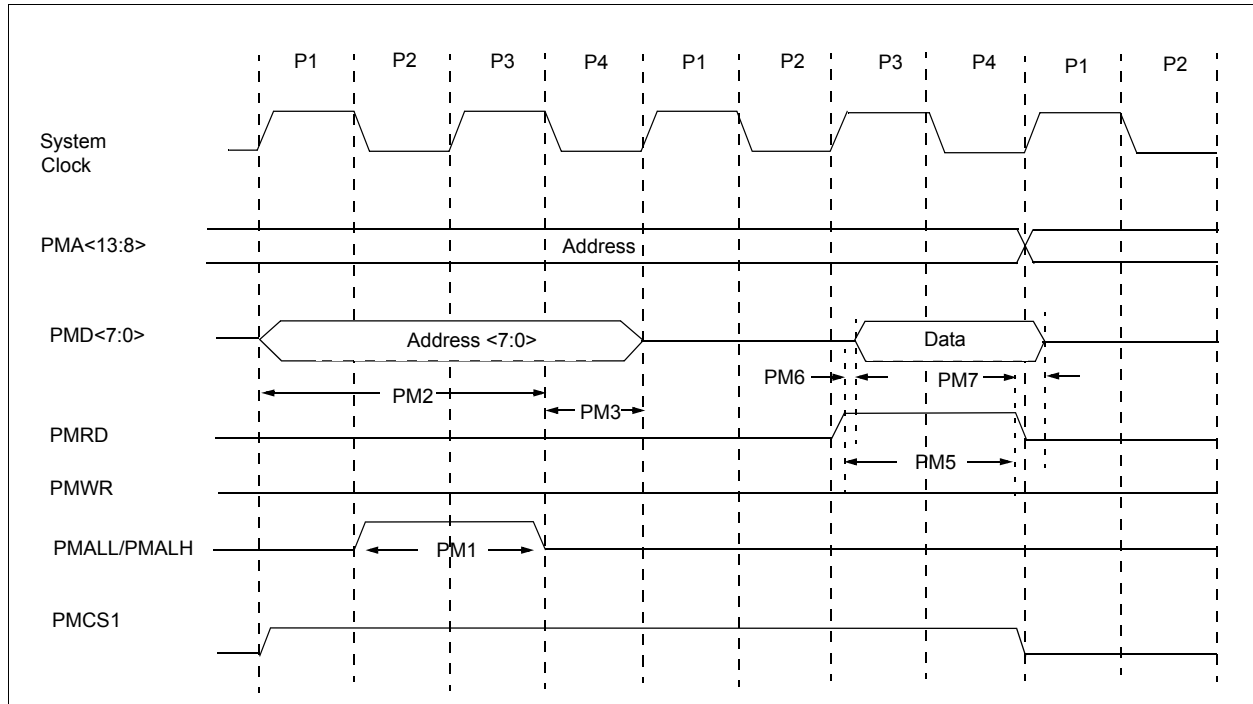 P1 P2 P3 P4 P1 P2 P3 P4 P1 P2
System
Clock
PMA<13:8>
Address
PMD<7:0>
Address <7:0>
Data
PM6
PM7
PM2
PM3
PMRD
PM5
PMWR
PMALL/PMALH
PM1
PMCS1